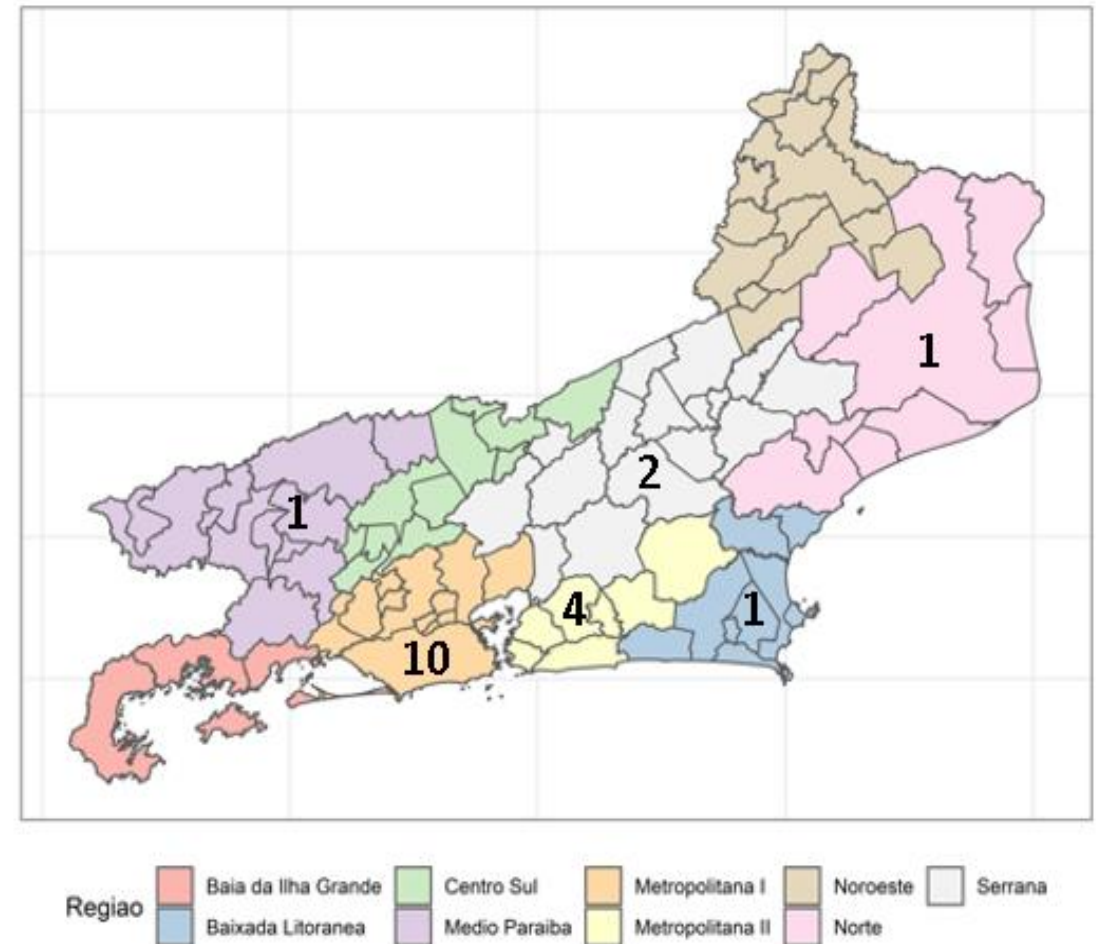 1
2
1
4
1
10
Regiao
Baia da Ilha Grande
Centro Sul
Metropolitana I
Noroeste
Serrana
Baixada Litoranea
Medio Paraiba
Metropolitana II
Norte